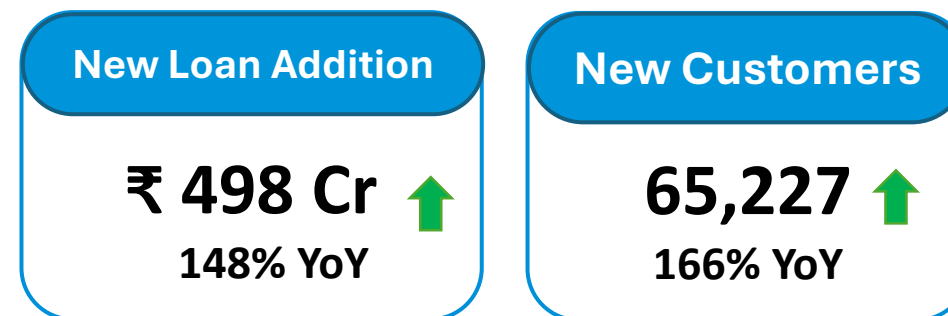 New Loan Addition
₹ 498 Cr
148% YoY
New Customers
65,227
166% YoY